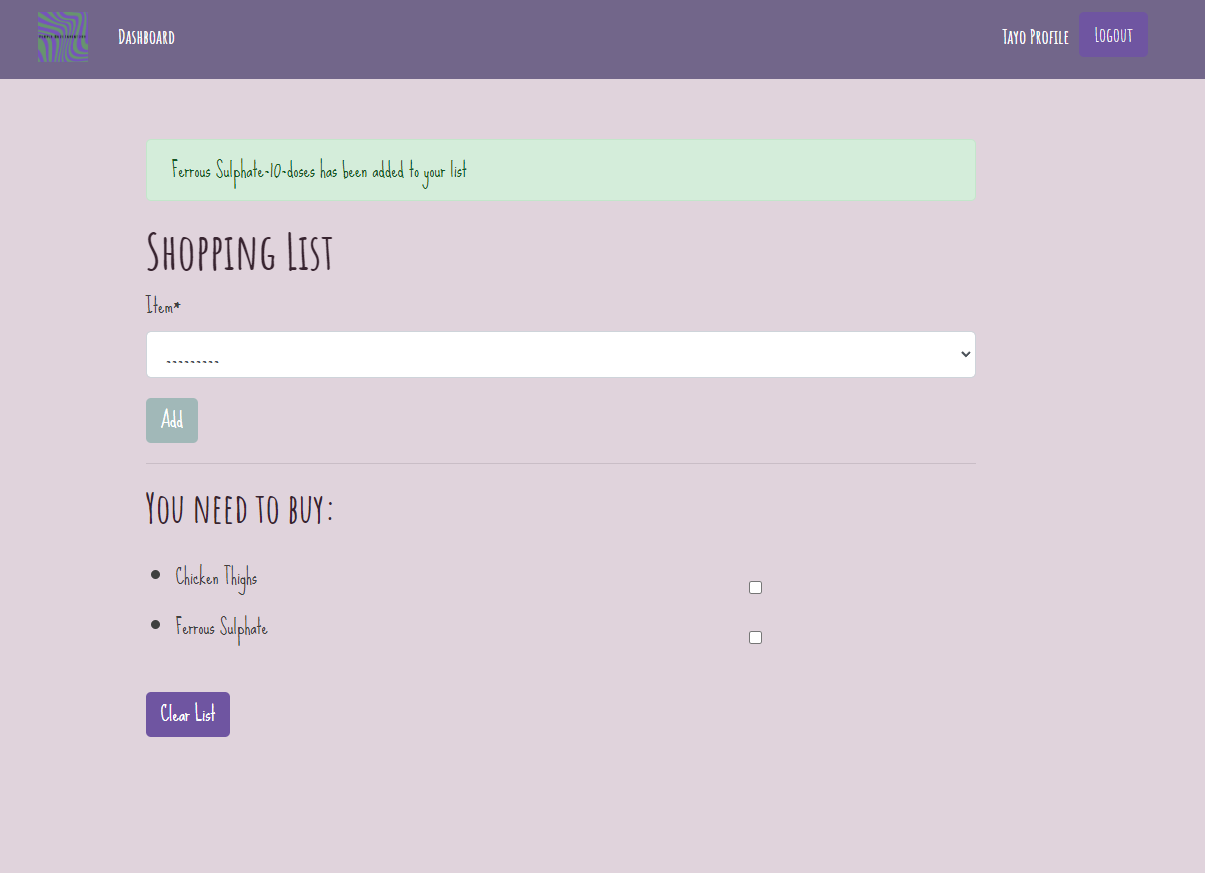 Dashboard
Tayo Profile
Logout
Ferrous Sulphate-10-doses has been added to your list
Shopping List
Item*
---------
Add
You need to buy:
Chicken Thighs
Ferrous Sulphate
Clear List